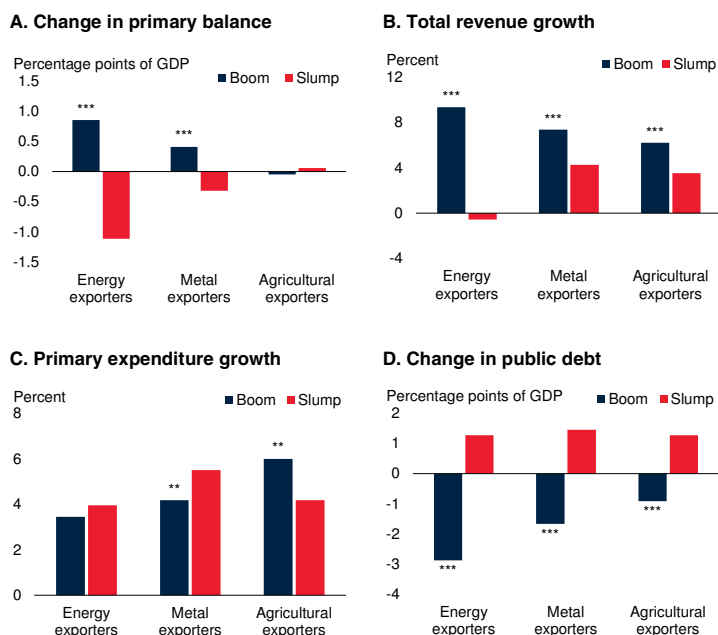 A. Change in primary balance
Percentage points of GDP
Boom Slump
1.5
1.0
0.5
0.0
-0.5
-1.0
-1.5
***
***
Energy exporters
Metal exporters
Agricultural exporters
B. Total revenue growth
Percent
Boom Slump
12
8
4
0
-4
***
***
***
Energy exporters
Metal exporters
Agricultural exporters
C. Primary expenditure growth
Percent
Boom Slump
8
6
4
2
0
**
**
Energy exporters
Metal exporters
Agricultural exporters
D. Change in public debt
Percentage points of GDP
Boom Slump
2
1
0
-1
-2
-3
-4
***
***
***
Energy exporters
Metal exporters
Agricultural exporters